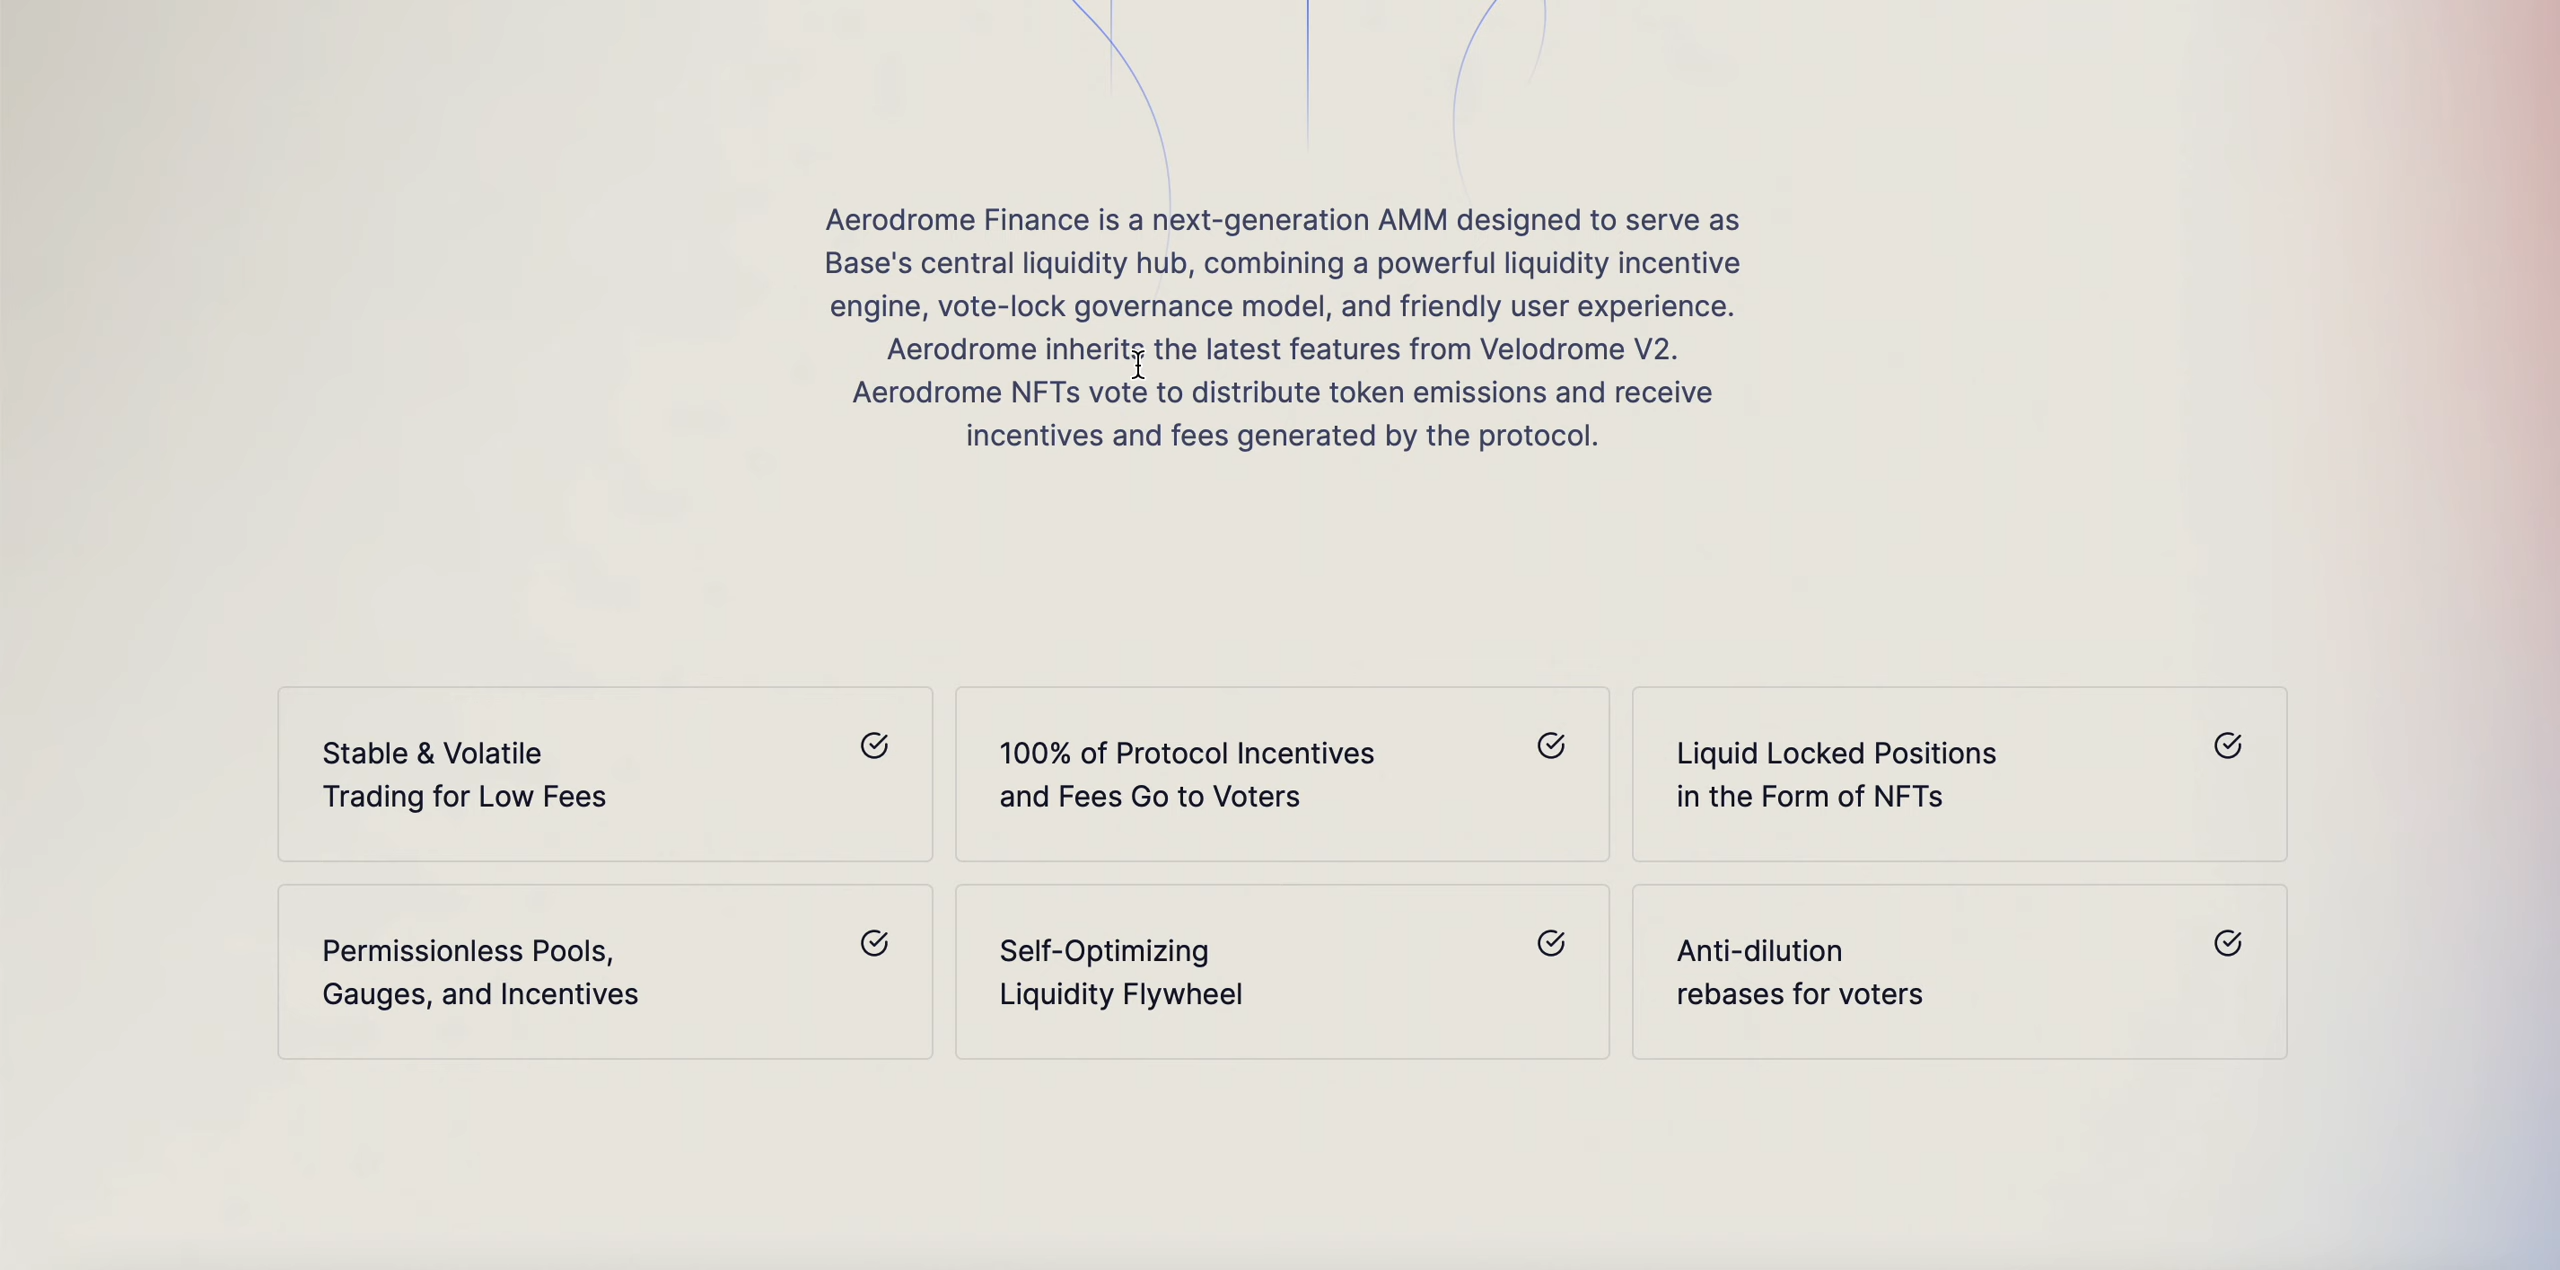 Aerodrome Finance is a next-generation AMM designed to serve as
Base's central liquidity hub, combining a powerful liquidity incentive
engine, vote-lock governance model, and friendly user experience.
Aerodrome inherits the latest features from Velodrome V2.
Aerodrome NFTs vote to distribute token emissions and receive
incentives and fees generated by the protocol.
Stable & Volatile
Trading for Low Fees
100% of Protocol Incentives
and Fees Go to Voters
Liquid Locked Positions
in the Form of NFTs
Permissionless Pools,
Gauges, and Incentives
Self-Optimizing
Liquidity Flywheel
Anti-dilution
rebases for voters